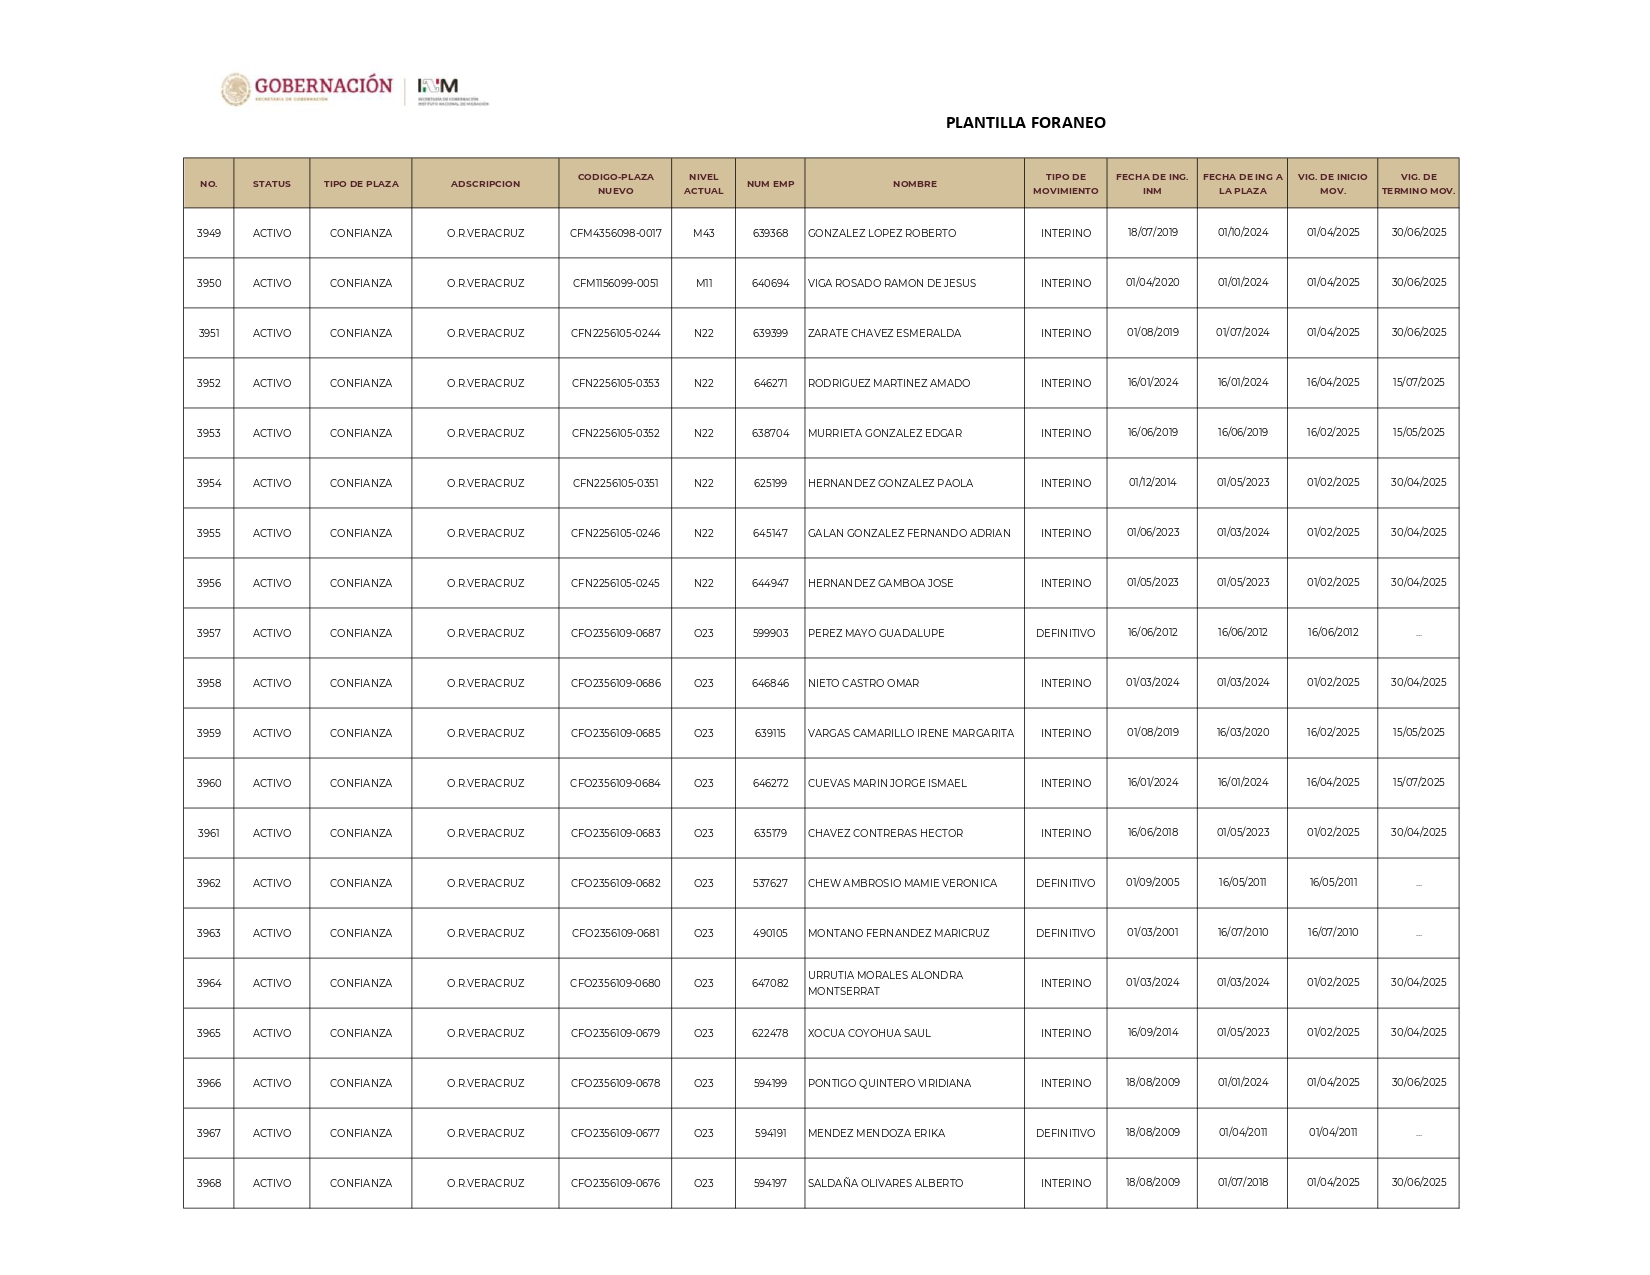 GOBERNACIÓN
SECRETARÍA DE GOBERNACIÓN
INM
SECRETARÍA DE GOBERNACIÓN
INSTITUTO NACIONAL DE MIGRACIÓN
PLANTILLA FORANEO
NO. STATUS TIPO DE PLAZA ADSCRIPCION CODIGO-PLAZA NUEVO NIVEL ACTUAL NUM EMP NOMBRE TIPO DE MOVIMIENTO FECHA DE ING. INM FECHA DE ING A LA PLAZA VIG. DE INICIO MOV. VIG. DE TERMINO MOV.
3949 ACTIVO CONFIANZA O.R.VERACRUZ CFM4356098-0017 M43 639368 GONZALEZ LOPEZ ROBERTO INTERINO 18/07/2019 01/10/2024 01/04/2025 30/06/2025
3950 ACTIVO CONFIANZA O.R.VERACRUZ CFM1156099-0051 M11 640694 VIGA ROSADO RAMON DE JESUS INTERINO 01/04/2020 01/01/2024 01/04/2025 30/06/2025
3951 ACTIVO CONFIANZA O.R.VERACRUZ CFN2256105-0244 N22 639399 ZARATE CHAVEZ ESMERALDA INTERINO 01/08/2019 01/07/2024 01/04/2025 30/06/2025
3952 ACTIVO CONFIANZA O.R.VERACRUZ CFN2256105-0353 N22 646271 RODRIGUEZ MARTINEZ AMADO INTERINO 16/01/2024 16/01/2024 16/04/2025 15/07/2025
3953 ACTIVO CONFIANZA O.R.VERACRUZ CFN2256105-0352 N22 638704 MURRIETA GONZALEZ EDGAR INTERINO 16/06/2019 16/06/2019 16/02/2025 15/05/2025
3954 ACTIVO CONFIANZA O.R.VERACRUZ CFN2256105-0351 N22 625199 HERNANDEZ GONZALEZ PAOLA INTERINO 01/12/2014 01/05/2023 01/02/2025 30/04/2025
3955 ACTIVO CONFIANZA O.R.VERACRUZ CFN2256105-0246 N22 645147 GALAN GONZALEZ FERNANDO ADRIAN INTERINO 01/06/2023 01/03/2024 01/02/2025 30/04/2025
3956 ACTIVO CONFIANZA O.R.VERACRUZ CFN2256105-0245 N22 644947 HERNANDEZ GAMBOA JOSE INTERINO 01/05/2023 01/05/2023 01/02/2025 30/04/2025
3957 ACTIVO CONFIANZA O.R.VERACRUZ CFO2356109-0687 O23 599903 PEREZ MAYO GUADALUPE DEFINITIVO 16/06/2012 16/06/2012 16/06/2012 ...
3958 ACTIVO CONFIANZA O.R.VERACRUZ CFO2356109-0686 O23 646846 NIETO CASTRO OMAR INTERINO 01/03/2024 01/03/2024 01/02/2025 30/04/2025
3959 ACTIVO CONFIANZA O.R.VERACRUZ CFO2356109-0685 O23 639115 VARGAS CAMARILLO IRENE MARGARITA INTERINO 01/08/2019 16/03/2020 16/02/2025 15/05/2025
3960 ACTIVO CONFIANZA O.R.VERACRUZ CFO2356109-0684 O23 646272 CUEVAS MARIN JORGE ISMAEL INTERINO 16/01/2024 16/01/2024 16/04/2025 15/07/2025
3961 ACTIVO CONFIANZA O.R.VERACRUZ CFO2356109-0683 O23 635179 CHAVEZ CONTRERAS HECTOR INTERINO 16/06/2018 01/05/2023 01/02/2025 30/04/2025
3962 ACTIVO CONFIANZA O.R.VERACRUZ CFO2356109-0682 O23 537627 CHEW AMBROSIO MAMIE VERONICA DEFINITIVO 01/09/2005 16/05/2011 16/05/2011 ...
3963 ACTIVO CONFIANZA O.R.VERACRUZ CFO2356109-0681 O23 490105 MONTANO FERNANDEZ MARICRUZ DEFINITIVO 01/03/2001 16/07/2010 16/07/2010 ...
3964 ACTIVO CONFIANZA O.R.VERACRUZ CFO2356109-0680 O23 647082 URRUTIA MORALES ALONDRA MONTSERRAT INTERINO 01/03/2024 01/03/2024 01/02/2025 30/04/2025
3965 ACTIVO CONFIANZA O.R.VERACRUZ CFO2356109-0679 O23 622478 XOCUA COYOHUA SAUL INTERINO 16/09/2014 01/05/2023 01/02/2025 30/04/2025
3966 ACTIVO CONFIANZA O.R.VERACRUZ CFO2356109-0678 O23 594199 PONTIGO QUINTERO VIRIDIANA INTERINO 18/08/2009 01/01/2024 01/04/2025 30/06/2025
3967 ACTIVO CONFIANZA O.R.VERACRUZ CFO2356109-0677 O23 594191 MENDEZ MENDOZA ERIKA DEFINITIVO 18/08/2009 01/04/2011 01/04/2011 ...
3968 ACTIVO CONFIANZA O.R.VERACRUZ CFO2356109-0676 O23 594197 SALDAÑA OLIVARES ALBERTO INTERINO 18/08/2009 01/07/2018 01/04/2025 30/06/2025